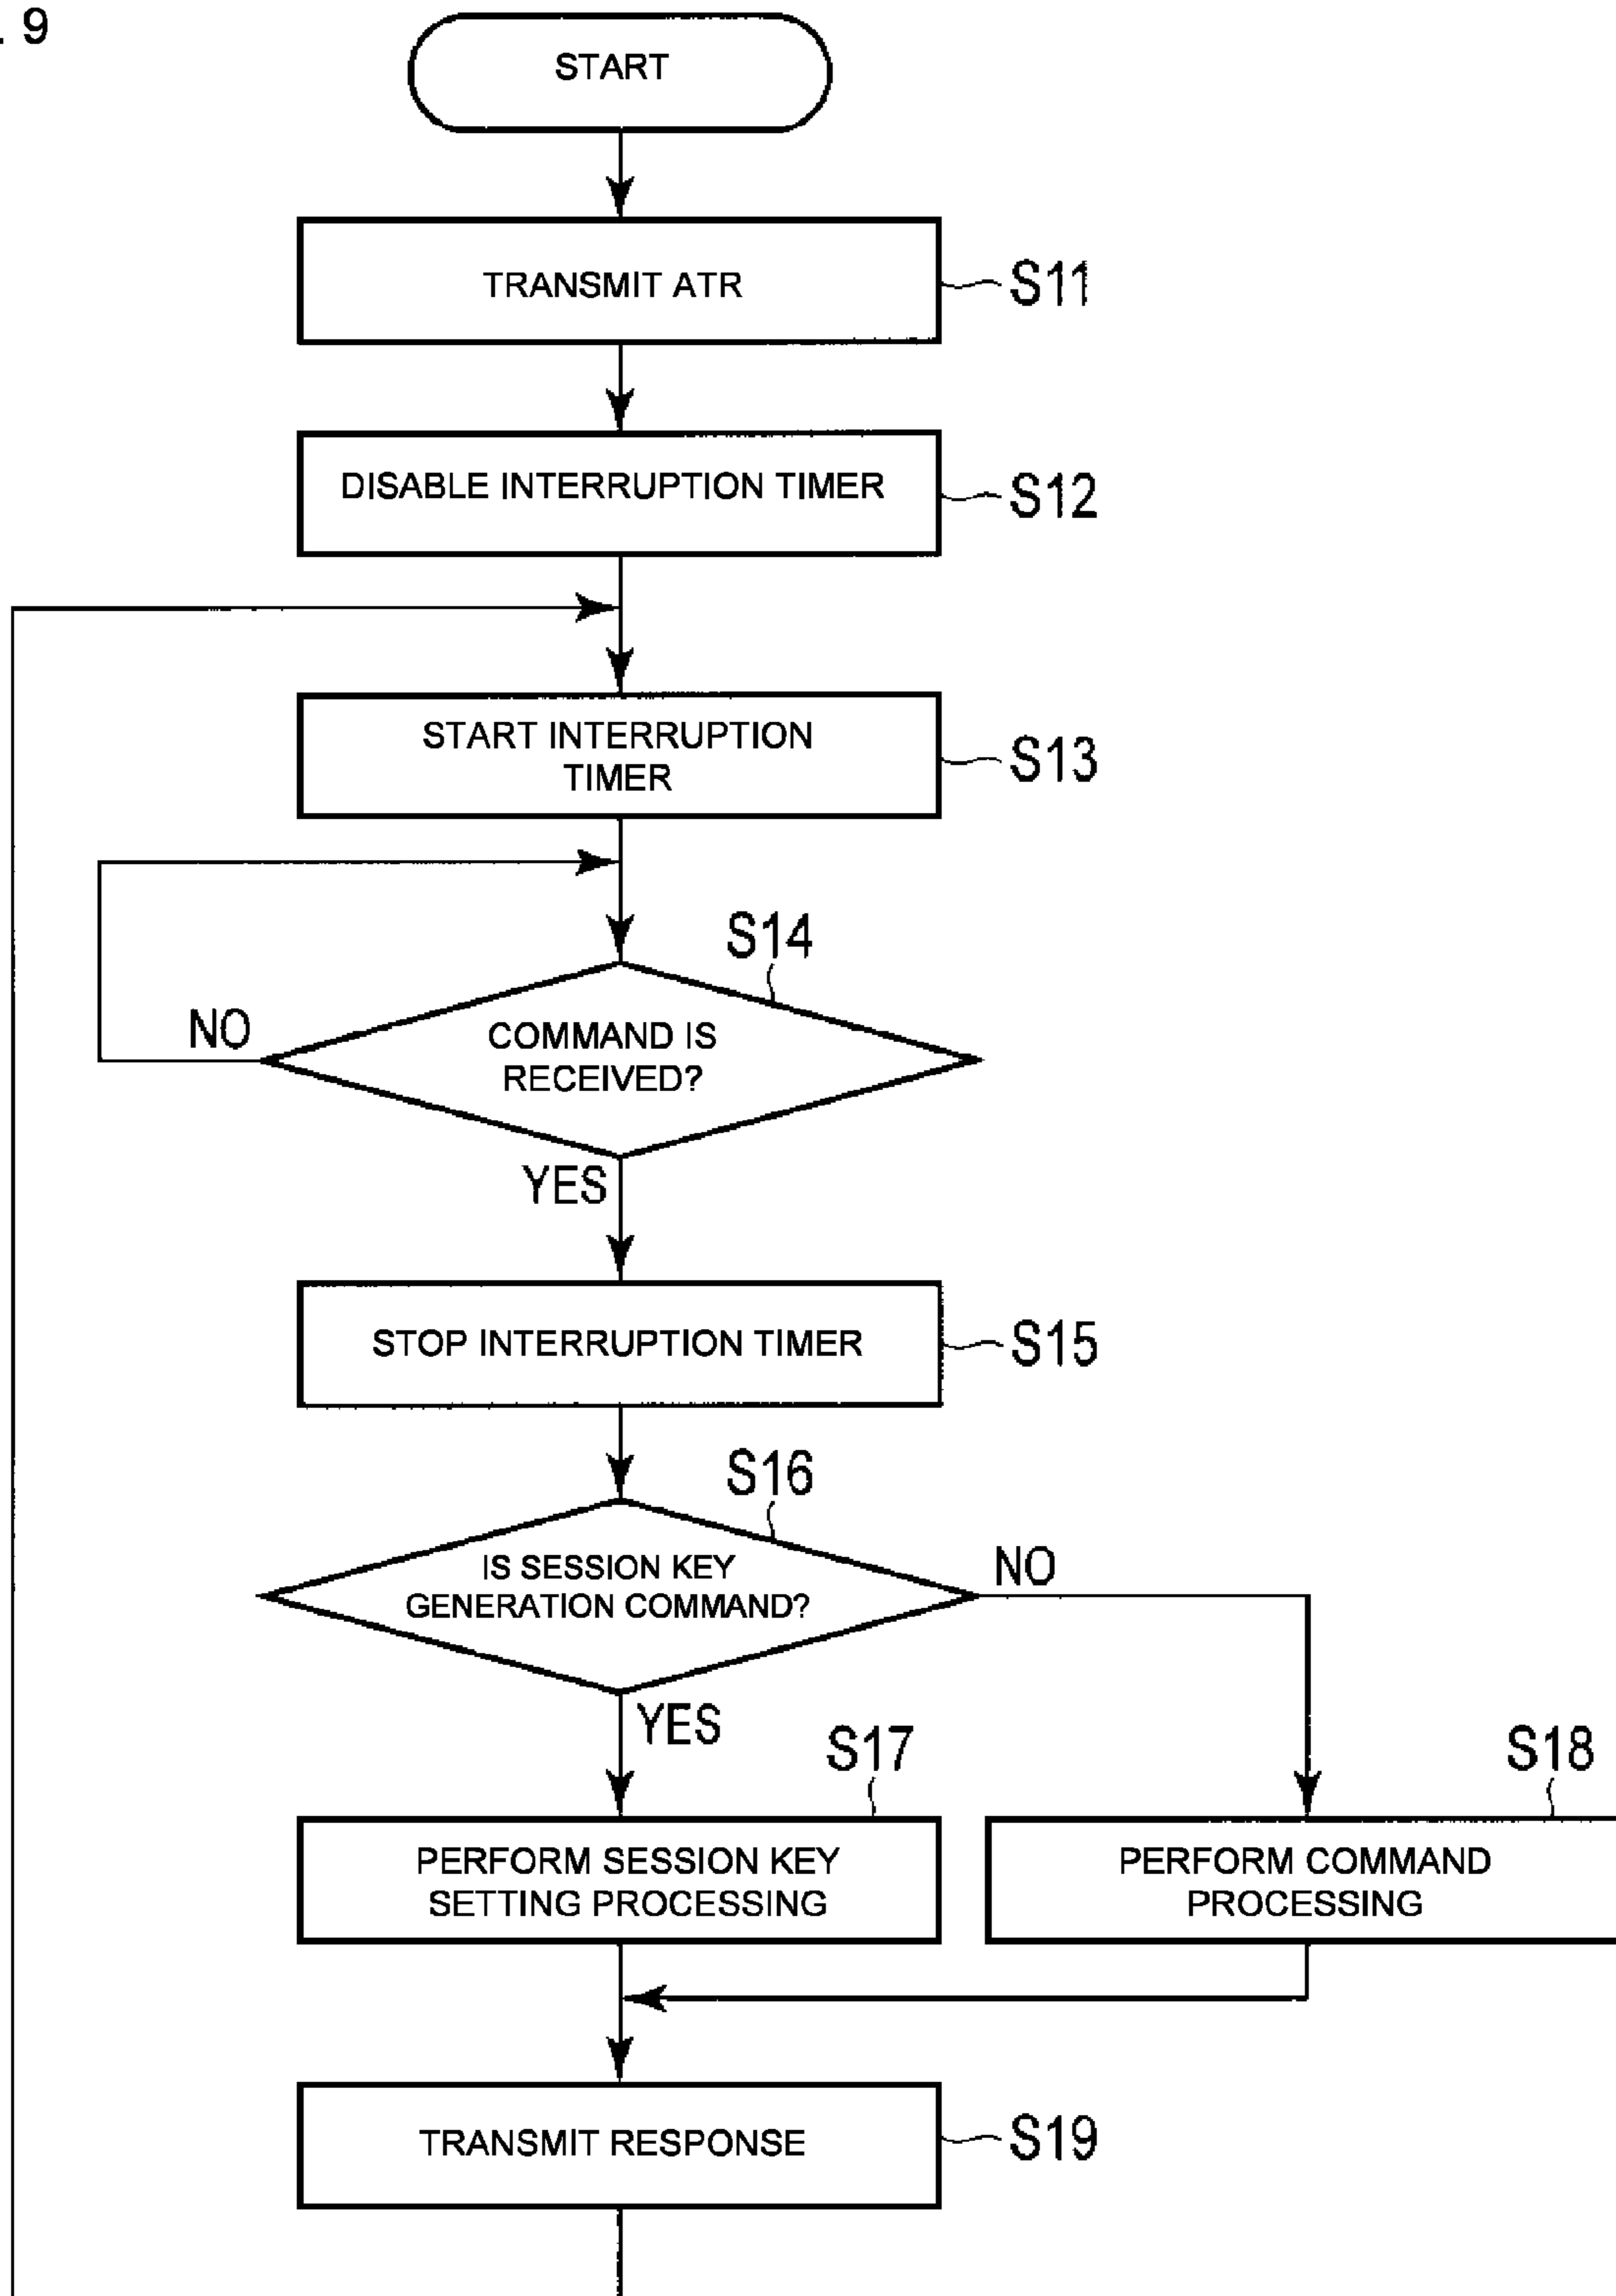 . 9
START
TRANSMIT ATR
S11
DISABLE INTERRUPTION TIMER
S12
START INTERRUPTION
TIMER
S13
S14
COMMAND IS
RECEIVED?
NO
YES
STOP INTERRUPTION TIMER
S15
S16
IS SESSION KEY
GENERATION COMMAND?
NO
YES
S17
PERFORM SESSION KEY
SETTING PROCESSING
S18
PERFORM COMMAND
PROCESSING
TRANSMIT RESPONSE
S19